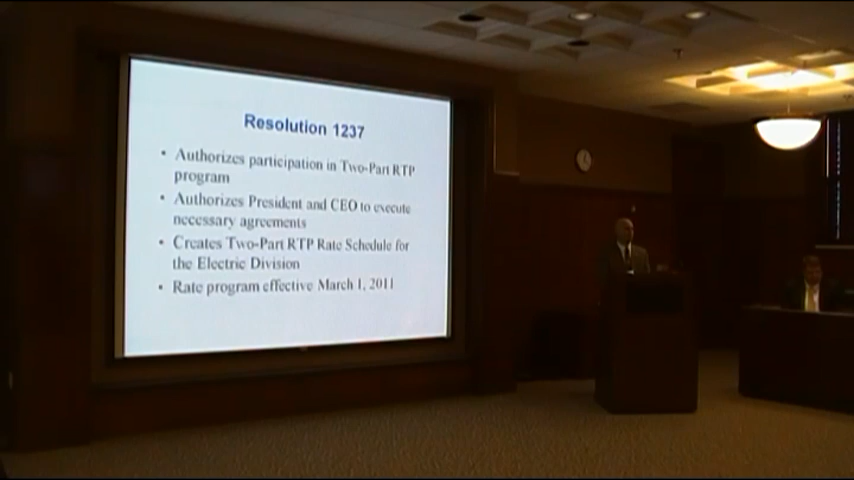 Resolution 1237
• Authorizes participation in Two-Part RTP
program
• Authorizes President and CEO to execute
necessary agreements
• Creates Two-Part RTP Rate Schedule for
the Electric Division
• Rate program effective March 1, 2011